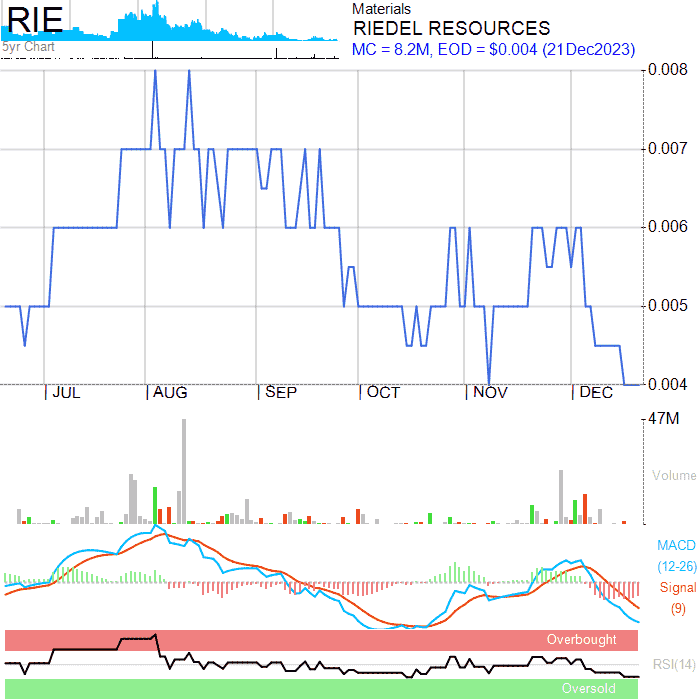 RIE
5yr Chart
Materials
RIEDEL RESOURCES
MC = 8.2M, EOD = $0.004 (21Dec2023)
0.008
0.007
0.006
0.005
0.004
JUL AUG SEP OCT NOV DEC
47M
Volume
MACD
(12-26)
Signal
(9)
Overbought
RSI(14)
Oversold